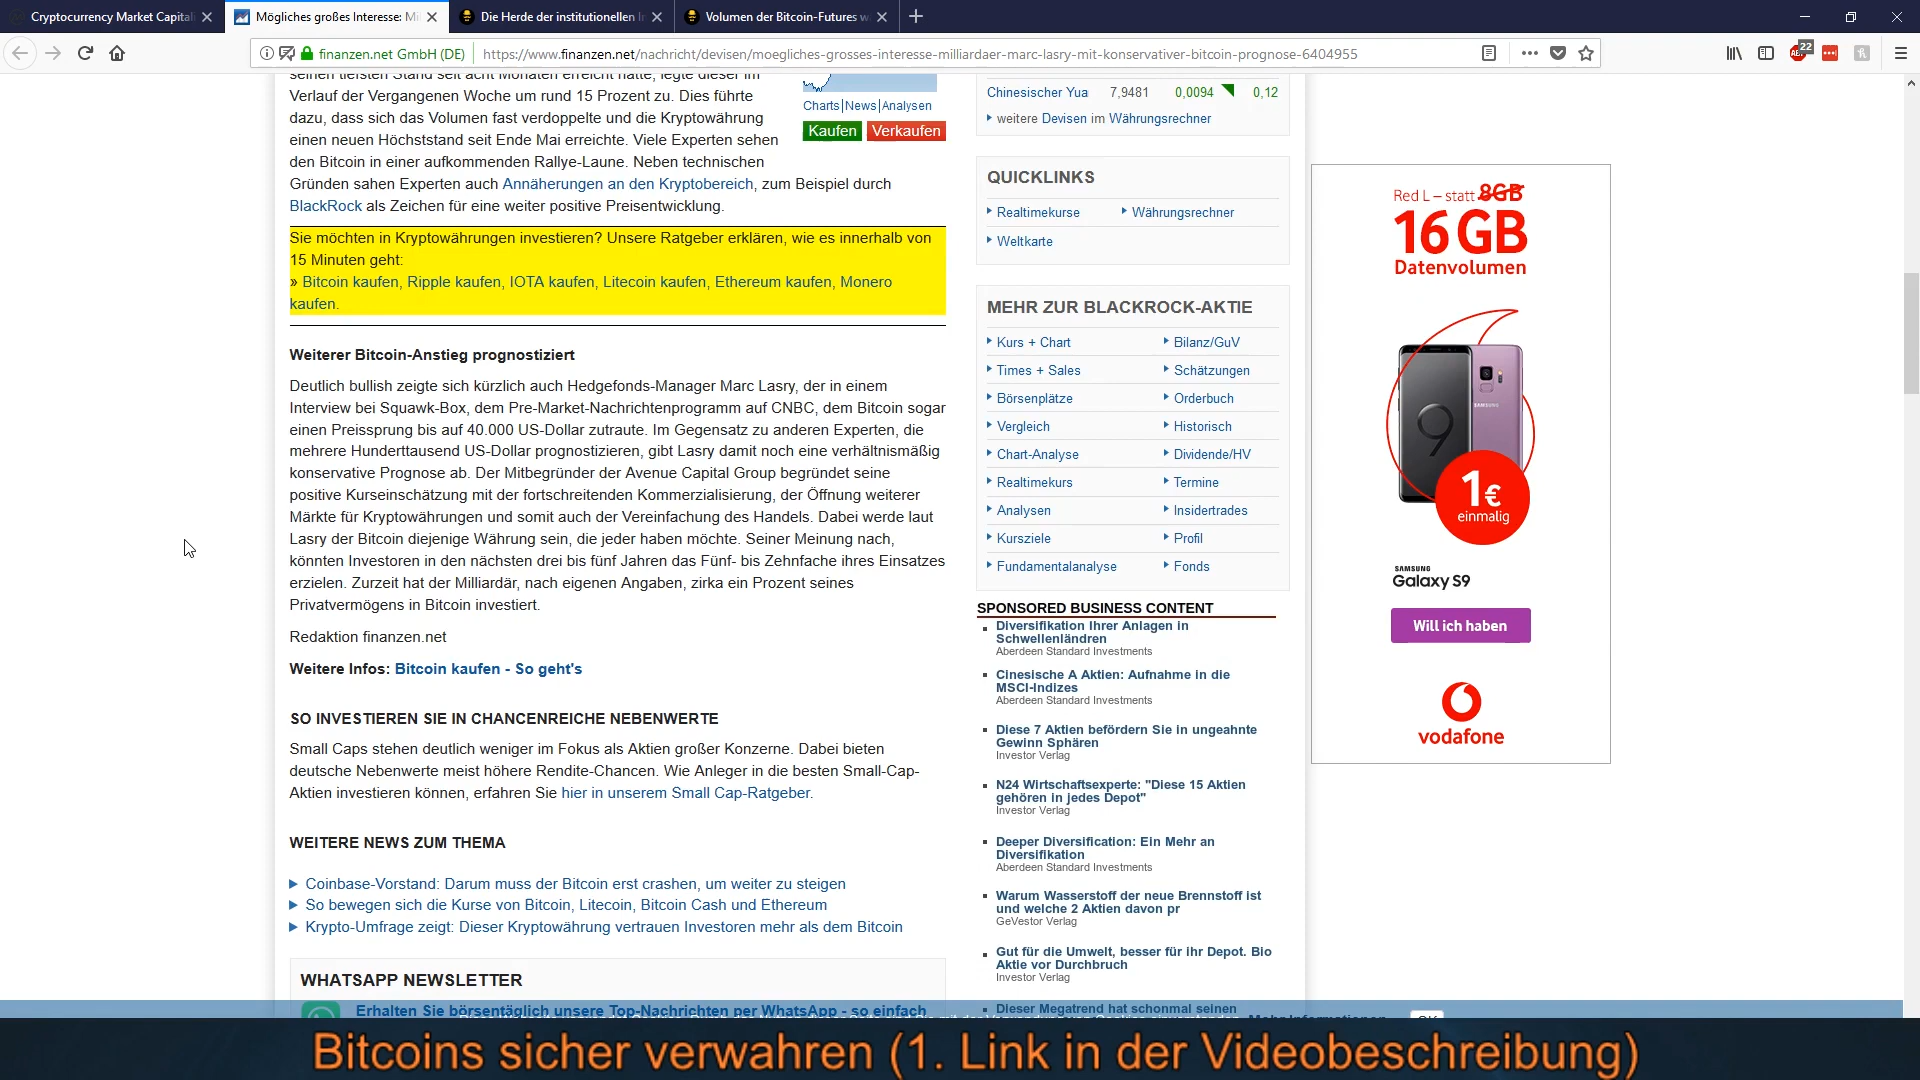 Cryptocurrency Market Capital
Mögliches großes Interesse: Mi
Die Herde der institutionellen In
Volumen der Bitcoin-Futures w
finanzen.net GmbH (DE)
https://www.finanzen.net/nachricht/devisen/moegliches-grosses-interesse-milliardaer-marc-lasry-mit-konservativer-bitcoin-prognose-6404955
22
seinen tiefsten Stand seit acht Monaten erreicht hatte, legte dieser im
Verlauf der Vergangenen Woche um rund 15 Prozent zu. Dies führte
dazu, dass sich das Volumen fast verdoppelte und die Kryptowährung
einen neuen Höchststand seit Ende Mai erreichte. Viele Experten sehen
den Bitcoin in einer aufkommenden Rallye-Laune. Neben technischen
Gründen sahen Experten auch Annäherungen an den Kryptobereich, zum Beispiel durch
BlackRock als Zeichen für eine weiter positive Preisentwicklung.
Charts|News|Analysen
Kaufen Verkaufen
Sie möchten in Kryptowährungen investieren? Unsere Ratgeber erklären, wie es innerhalb von
15 Minuten geht:
» Bitcoin kaufen, Ripple kaufen, IOTA kaufen, Litecoin kaufen, Ethereum kaufen, Monero
kaufen.
Weiterer Bitcoin-Anstieg prognostiziert
Deutlich bullish zeigte sich kürzlich auch Hedgefonds-Manager Marc Lasry, der in einem
Interview bei Squawk-Box, dem Pre-Market-Nachrichtenprogramm auf CNBC, dem Bitcoin sogar
einen Preissprung bis auf 40.000 US-Dollar zutraute. Im Gegensatz zu anderen Experten, die
mehrere Hunderttausend US-Dollar prognostizieren, gibt Lasry damit noch eine verhältnismäßig
konservative Prognose ab. Der Mitbegründer der Avenue Capital Group begründet seine
positive Kurseinschätzung mit der fortschreitenden Kommerzialisierung, der Öffnung weiterer
Märkte für Kryptowährungen und somit auch der Vereinfachung des Handels. Dabei werde laut
Lasry der Bitcoin diejenige Währung sein, die jeder haben möchte. Seiner Meinung nach,
könnten Investoren in den nächsten drei bis fünf Jahren das Fünf- bis Zehnfache ihres Einsatzes
erzielen. Zurzeit hat der Milliardär, nach eigenen Angaben, zirka ein Prozent seines
Privatvermögens in Bitcoin investiert.
Redaktion finanzen.net
Weitere Infos: Bitcoin kaufen - So geht's
SO INVESTIEREN SIE IN CHANCENREICHE NEBENWERTE
Small Caps stehen deutlich weniger im Fokus als Aktien großer Konzerne. Dabei bieten
deutsche Nebenwerte meist höhere Rendite-Chancen. Wie Anleger in die besten Small-Cap-
Aktien investieren können, erfahren Sie hier in unserem Small Cap-Ratgeber.
WEITERE NEWS ZUM THEMA
Coinbase-Vorstand: Darum muss der Bitcoin erst crashen, um weiter zu steigen
So bewegen sich die Kurse von Bitcoin, Litecoin, Bitcoin Cash und Ethereum
Krypto-Umfrage zeigt: Dieser Kryptowährung vertrauen Investoren mehr als dem Bitcoin
WHATSAPP NEWSLETTER
Erhalten Sie börsentäglich unsere Top-Nachrichten per WhatsApp - so einfach
Chinesischer Yua 7,9481 0,0094 0,12
weitere Devisen im Währungsrechner
QUICKLINKS
Realtimekurse Währungsrechner
Weltkarte
MEHR ZUR BLACKROCK-AKTIE
Kurs + Chart Bilanz/GuV
Times + Sales Schätzungen
Börsenplätze Orderbuch
Vergleich Historisch
Chart-Analyse Dividende/HV
Realtimekurs Termine
Analysen Insidertrades
Kursziele Profil
Fundamentalanalyse Fonds
SPONSORED BUSINESS CONTENT
Diversifikation Ihrer Anlagen in
Schwellenländren
Aberdeen Standard Investments
Cinesische A Aktien: Aufnahme in die
MSCI-Indizes
Aberdeen Standard Investments
Diese 7 Aktien befördern Sie in ungeahnte
Gewinn Sphären
Investor Verlag
N24 Wirtschaftsexperte: "Diese 15 Aktien
gehören in jedes Depot"
Investor Verlag
Deeper Diversification: Ein Mehr an
Diversifikation
Aberdeen Standard Investments
Warum Wasserstoff der neue Brennstoff ist
und welche 2 Aktien davon pr
GeVestor Verlag
Gut für die Umwelt, besser für ihr Depot. Bio
Aktie vor Durchbruch
Investor Verlag
Dieser Megatrend hat schonmal seinen
Mehr Informationen OK
Red L – statt 8GB
16 GB
Datenvolumen
SAMSUNG
9
1€
einmalig
SAMSUNG
Galaxy S9
Will ich haben
vodafone
Bitcoins sicher verwahren (1. Link in der Videobeschreibung)